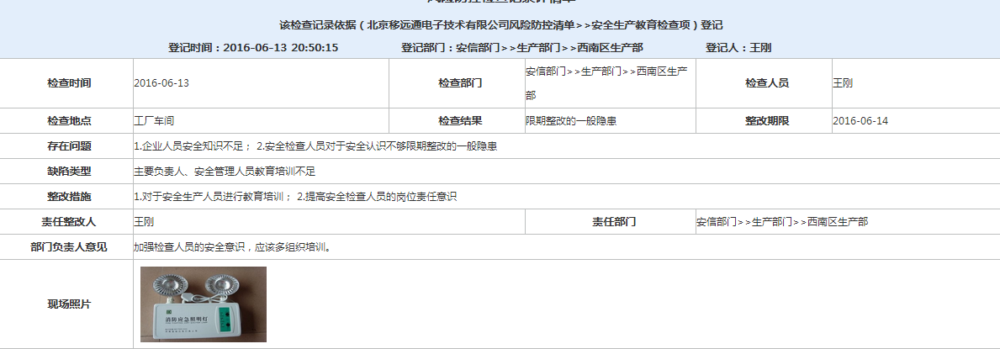 风险防控检查记录详情单
该检查记录依据（北京移远通电子技术有限公司风险防控清单>>安全生产教育检查项）登记
登记时间：2016-06-13 20:50:15 登记部门：安信部门>>生产部门>>西南区生产部 登记人：王刚
检查时间 2016-06-13 检查部门 安信部门>>生产部门>>西南区生产
部 检查人员 王刚
检查地点 工厂车间 检查结果 限期整改的一般隐患 整改期限 2016-06-14
存在问题 1.企业人员安全知识不足； 2.安全检查人员对于安全认识不够限期整改的一般隐患
缺陷类型 主要负责人、安全管理人员教育培训不足
整改措施 1.对于安全生产人员进行教育培训； 2.提高安全检查人员的岗位责任意识
责任整改人 王刚 责任部门 安信部门>>生产部门>>西南区生产部
部门负责人意见 加强检查人员的安全意识，应该多组织培训。
现场照片
消防应急照明灯